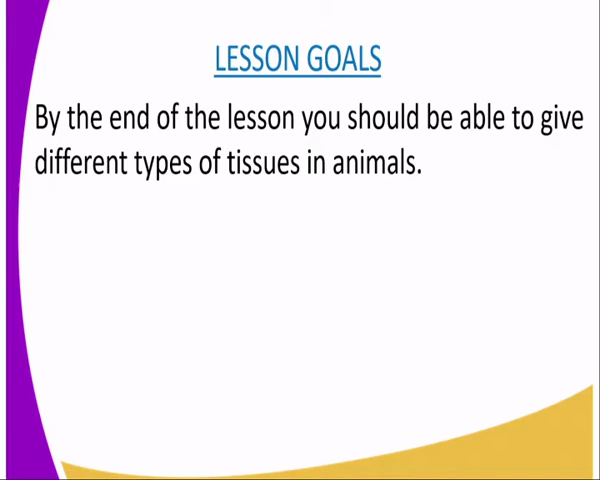 LESSON GOALS
By the end of the lesson you should be able to give
different types of tissues in animals.